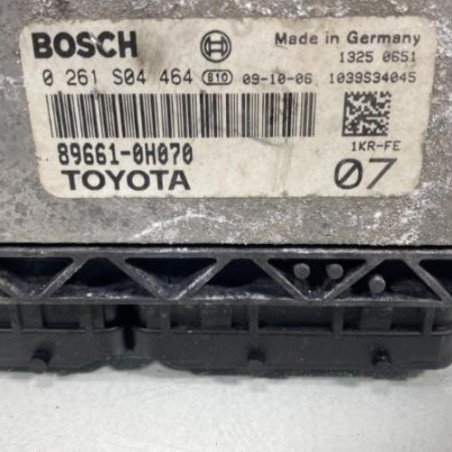 BOSCH Made in Germany
1325 0651
0 261 S04 464 810 09-10-06 1039S34045
89661-0H070 1KR-FE
TOYOTA 07